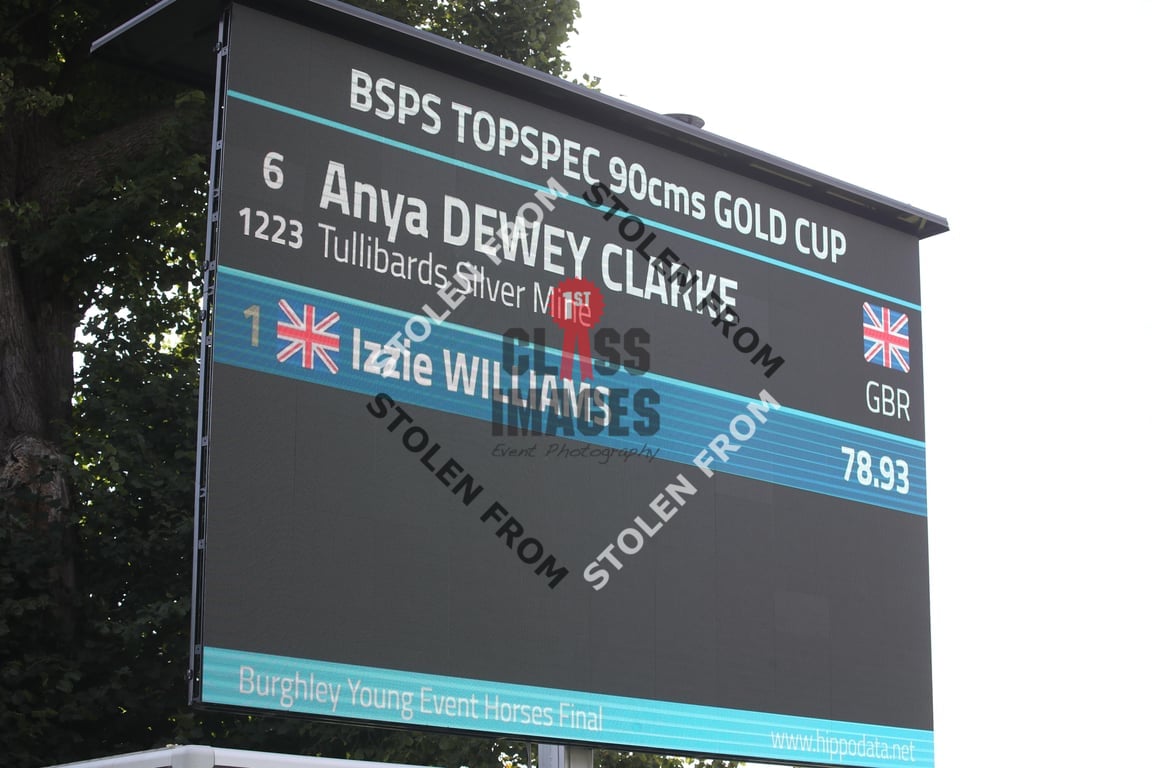 BSPS TOPSPEC 90cms GOLD CUP
6 Anya DEWEY CLARKE
1223 Tullibards Silver Mine
GBR
1 Izzie WILLIAMS 78.93
Burghley Young Event Horses Final
www.hippodata.net
STOLEN FROM
STOLEN FROM
1ST
CLASS
IMAGES
Event Photography
STOLEN FROM
STOLEN FROM